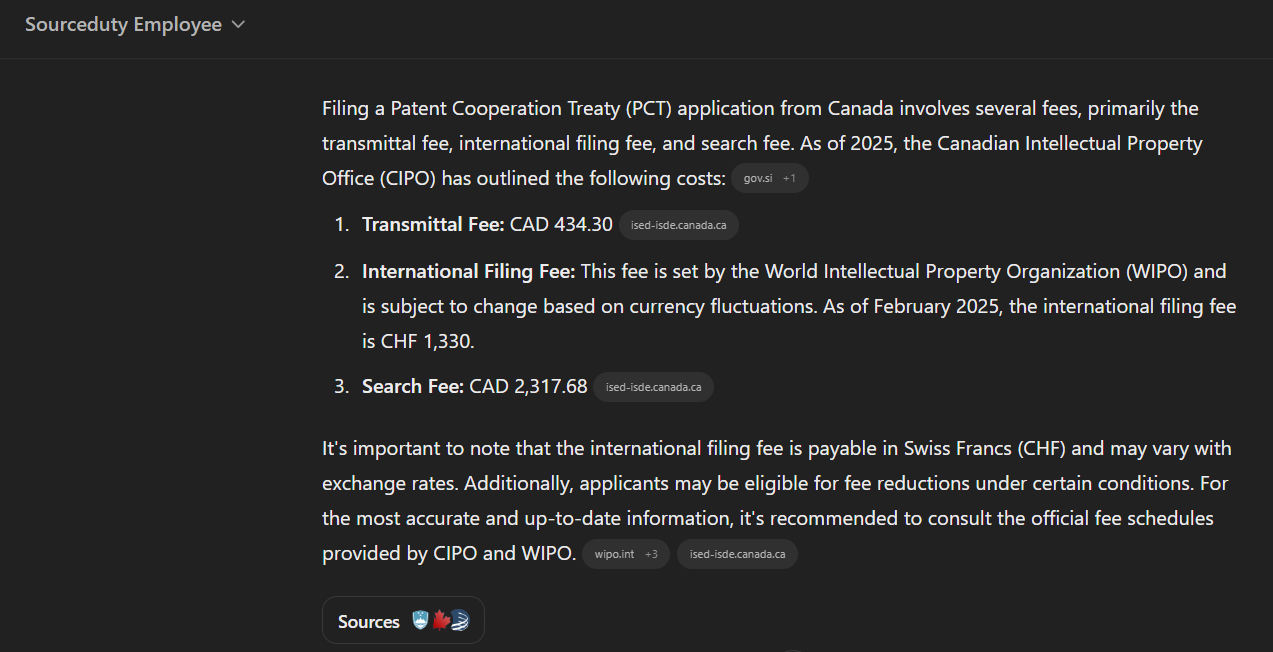 Sourceduty Employee
Filing a Patent Cooperation Treaty (PCT) application from Canada involves several fees, primarily the
transmittal fee, international filing fee, and search fee. As of 2025, the Canadian Intellectual Property
Office (CIPO) has outlined the following costs: gov.si +1
1. Transmittal Fee: CAD 434.30 ised-isde.canada.ca
2. International Filing Fee: This fee is set by the World Intellectual Property Organization (WIPO) and
is subject to change based on currency fluctuations. As of February 2025, the international filing fee
is CHF 1,330.
3. Search Fee: CAD 2,317.68 ised-isde.canada.ca
It's important to note that the international filing fee is payable in Swiss Francs (CHF) and may vary with
exchange rates. Additionally, applicants may be eligible for fee reductions under certain conditions. For
the most accurate and up-to-date information, it's recommended to consult the official fee schedules
provided by CIPO and WIPO. wipo.int +3 ised-isde.canada.ca
Sources